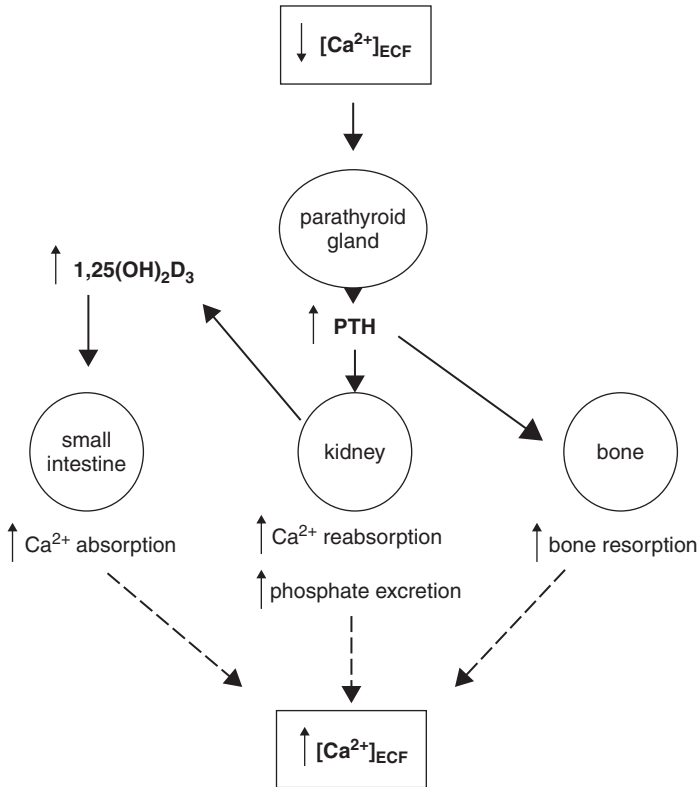 ↓ [Ca²⁺]ECF
parathyroid
gland
↑ 1,25(OH)₂D₃
↑ PTH
small
intestine
kidney
bone
↑ Ca²⁺ absorption
↑ Ca²⁺ reabsorption
↑ bone resorption
↑ phosphate excretion
↑ [Ca²⁺]ECF